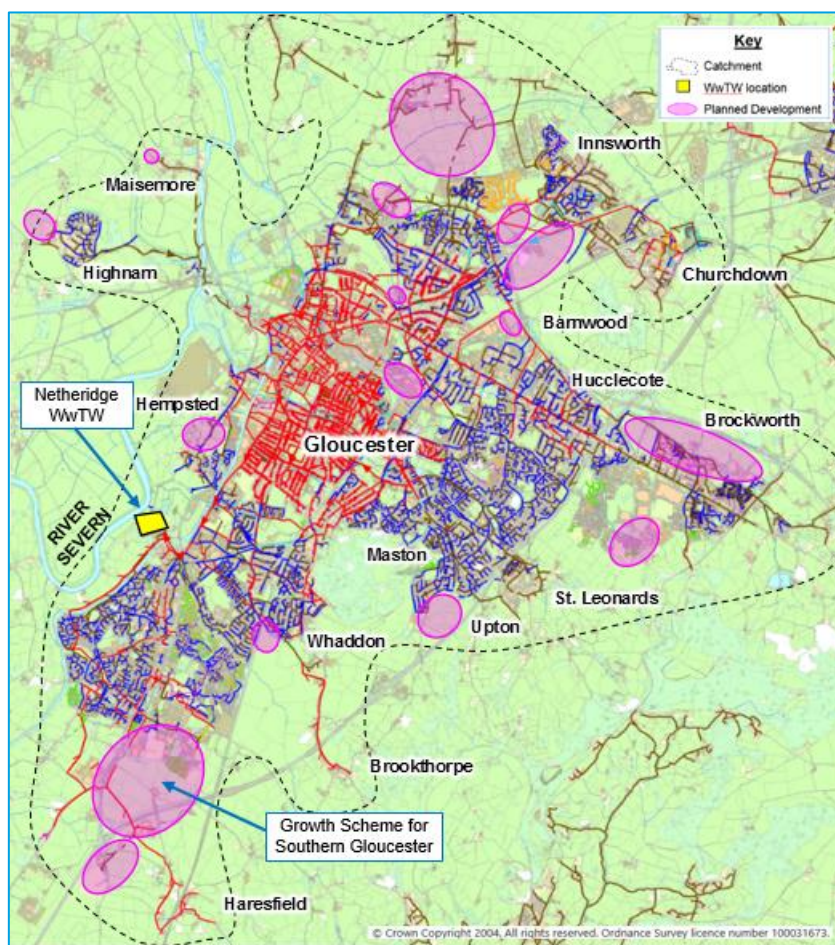 Key
Catchment
WwTW location
Planned Development
Innsworth
Maisemore
Highnam
Churchdown
Barnwood
Hucclecote
Netheridge
WwTW
Hempsted
Brockworth
Gloucester
RIVER
SEVERN
Maston
St. Leonards
Upton
Whaddon
Brookthorpe
Growth Scheme for
Southern Gloucester
Haresfield
© Crown Copyright 2004, All rights reserved. Ordnance Survey licence number 100031673.